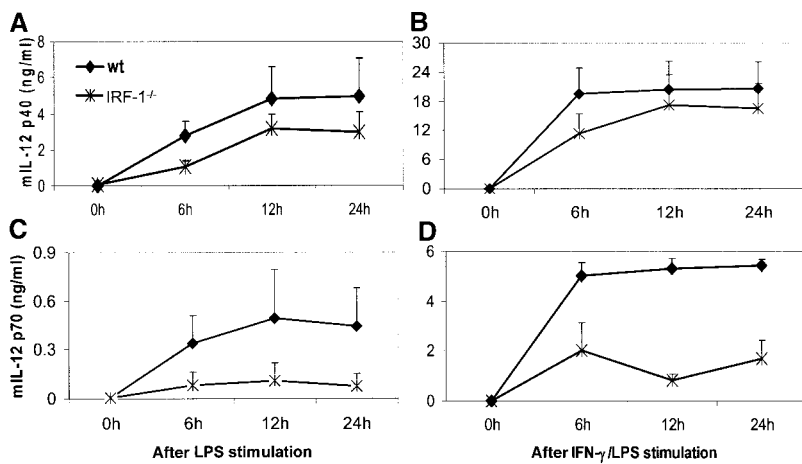 A
mIL-12 p40 (ng/ml)
8
6
4
2
0
wt
IRF-1-/-
0h 6h 12h 24h
B
30
24
18
12
6
0
0h 6h 12h 24h
C
mIL-12 p70 (ng/ml)
0.9
0.6
0.3
0
0h 6h 12h 24h
After LPS stimulation
D
6
4
2
0
0h 6h 12h 24h
After IFN-γ/LPS stimulation